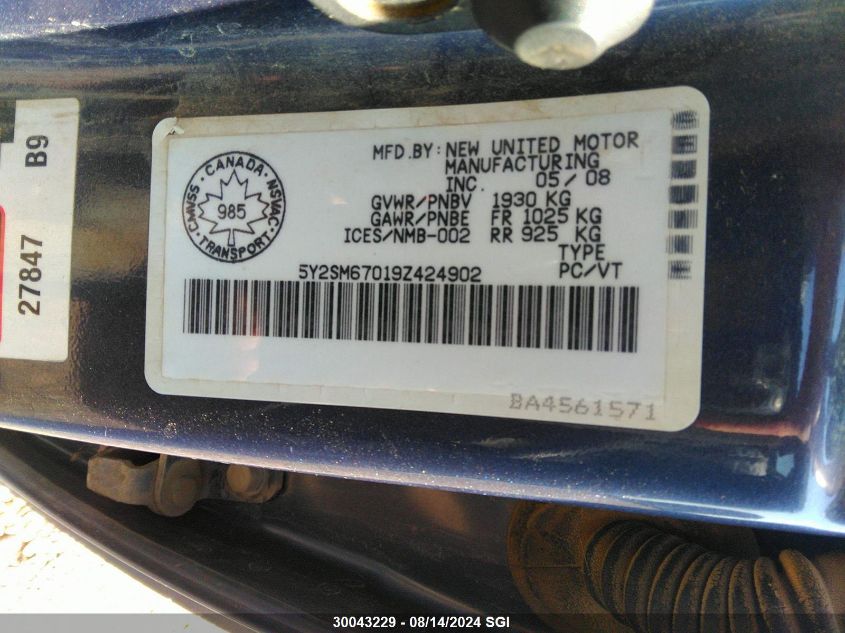 MFD.BY: NEW UNITED MOTOR
MANUFACTURING
INC. 05/08
GVWR/PNBV 1930 KG
GAWR/PNBE FR 1025 KG
ICES/NMB-002 RR 925 KG
TYPE
PC/VT
5Y2SM67019Z424902
BA4561571
CANADA
CMVSS NSVAC
985
TRANSPORT
B9
27847
30043229 - 08/14/2024 SGI